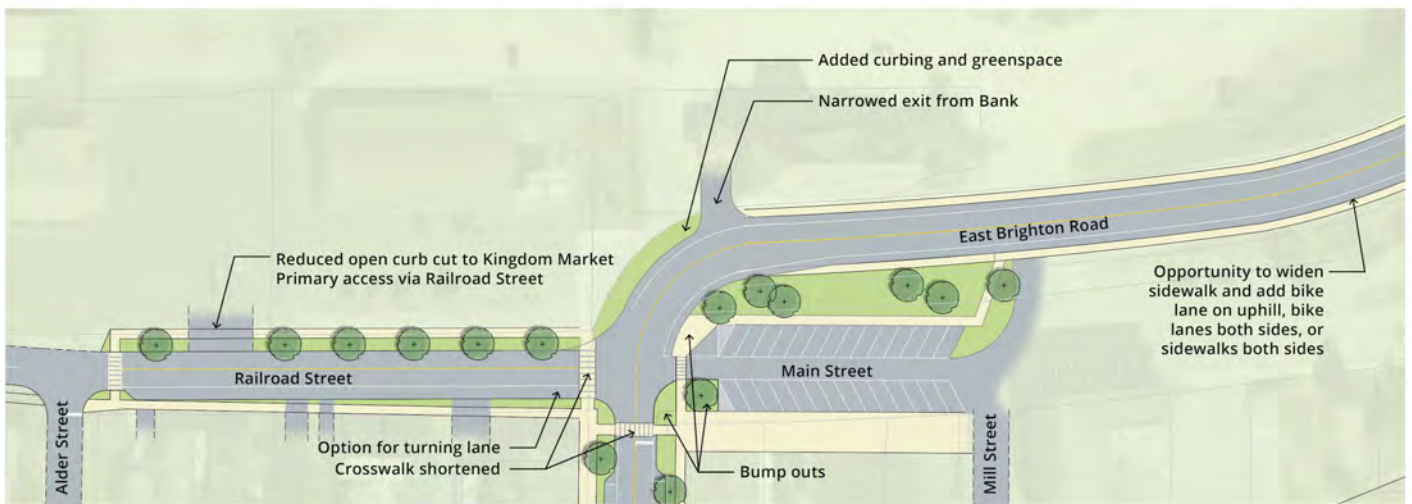 Added curbing and greenspace
Narrowed exit from Bank
East Brighton Road
Reduced open curb cut to Kingdom Market
Primary access via Railroad Street
Opportunity to widen
sidewalk and add bike
lane on uphill, bike
lanes both sides, or
sidewalks both sides
Railroad Street
Main Street
Alder Street
Option for turning lane
Crosswalk shortened
Bump outs
Mill Street